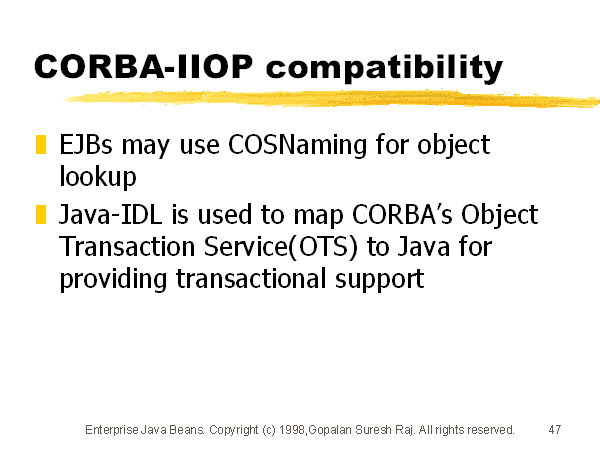 CORBA-IIOP compatibility
EJBs may use COSNaming for object
lookup
Java-IDL is used to map CORBA's Object
Transaction Service(OTS) to Java for
providing transactional support
Enterprise Java Beans. Copyright (c) 1998,Gopalan Suresh Raj. All rights reserved.
47